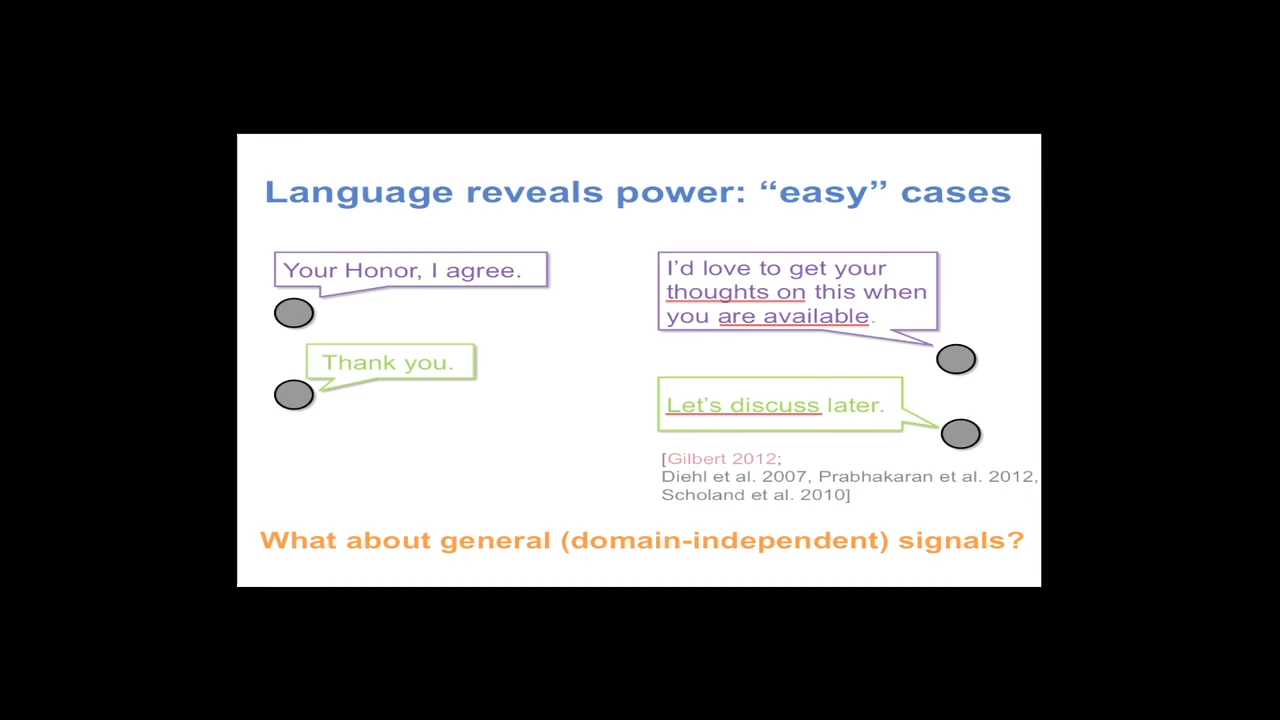 Language reveals power: “easy” cases
Your Honor, I agree.
Thank you.
I’d love to get your
thoughts on this when
you are available.
Let’s discuss later.
[Gilbert 2012;
Diehl et al. 2007, Prabhakaran et al. 2012,
Scholand et al. 2010]
What about general (domain-independent) signals?